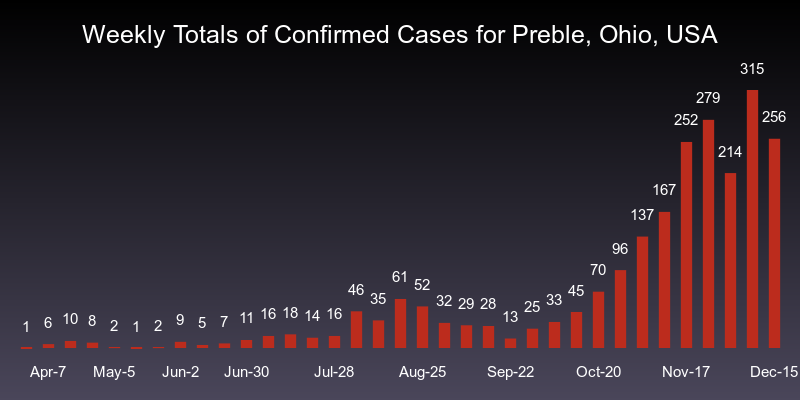 Weekly Totals of Confirmed Cases for Preble, Ohio, USA
1 6 10 8 2 1 2 9 5 7 11 16 18 14 16 46 35 61 52 32 29 28 13 25 33 45 70 96 137 167 252 279 214 315 256
Apr-7 May-5 Jun-2 Jun-30 Jul-28 Aug-25 Sep-22 Oct-20 Nov-17 Dec-15